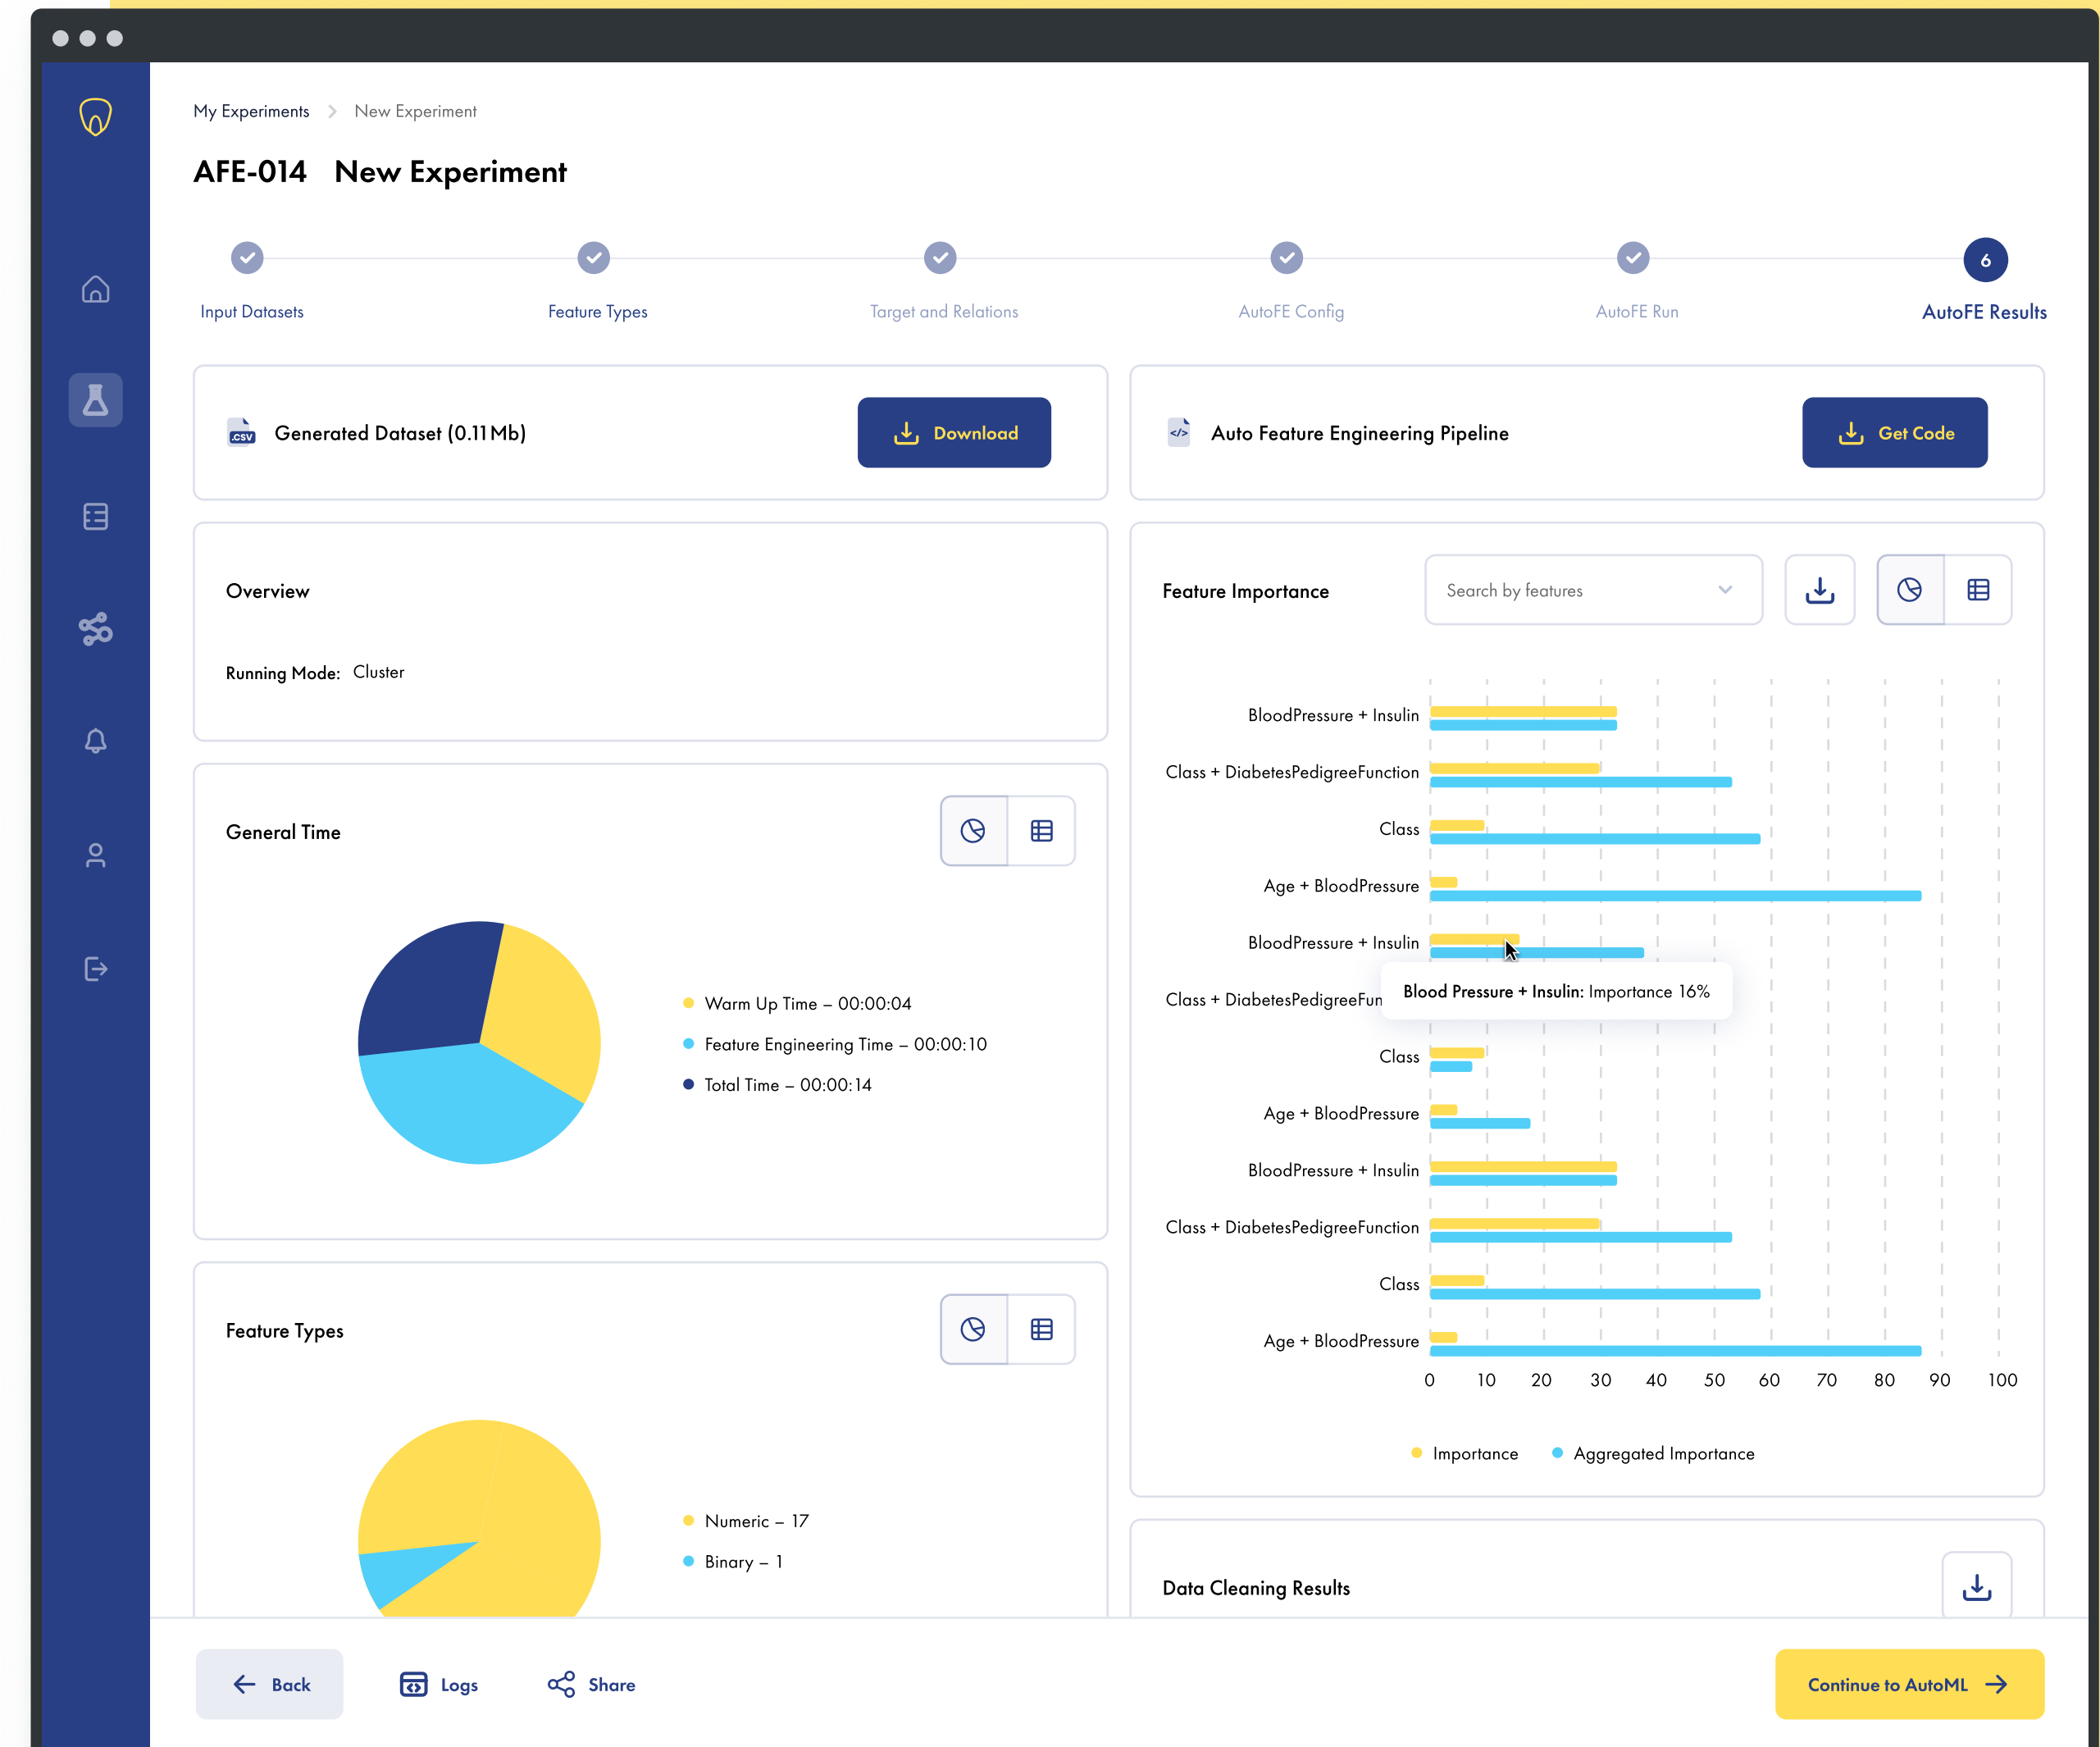 My Experiments
New Experiment
AFE-014 New Experiment
6
Input Datasets
Feature Types
Target and Relations
AutoFE Config
AutoFE Run
AutoFE Results
.CSV
Generated Dataset (0.11 Mb)
Download
</>
Auto Feature Engineering Pipeline
Get Code
Overview
Running Mode: Cluster
General Time
Warm Up Time – 00:00:04
Feature Engineering Time – 00:00:10
Total Time – 00:00:14
Feature Types
Numeric – 17
Binary – 1
Feature Importance
Search by features
BloodPressure + Insulin
Class + DiabetesPedigreeFunction
Class
Age + BloodPressure
BloodPressure + Insulin
Blood Pressure + Insulin: Importance 16%
Class + DiabetesPedigreeFun
Class
Age + BloodPressure
BloodPressure + Insulin
Class + DiabetesPedigreeFunction
Class
Age + BloodPressure
0 10 20 30 40 50 60 70 80 90 100
Importance
Aggregated Importance
Data Cleaning Results
Back
Logs
Share
Continue to AutoML